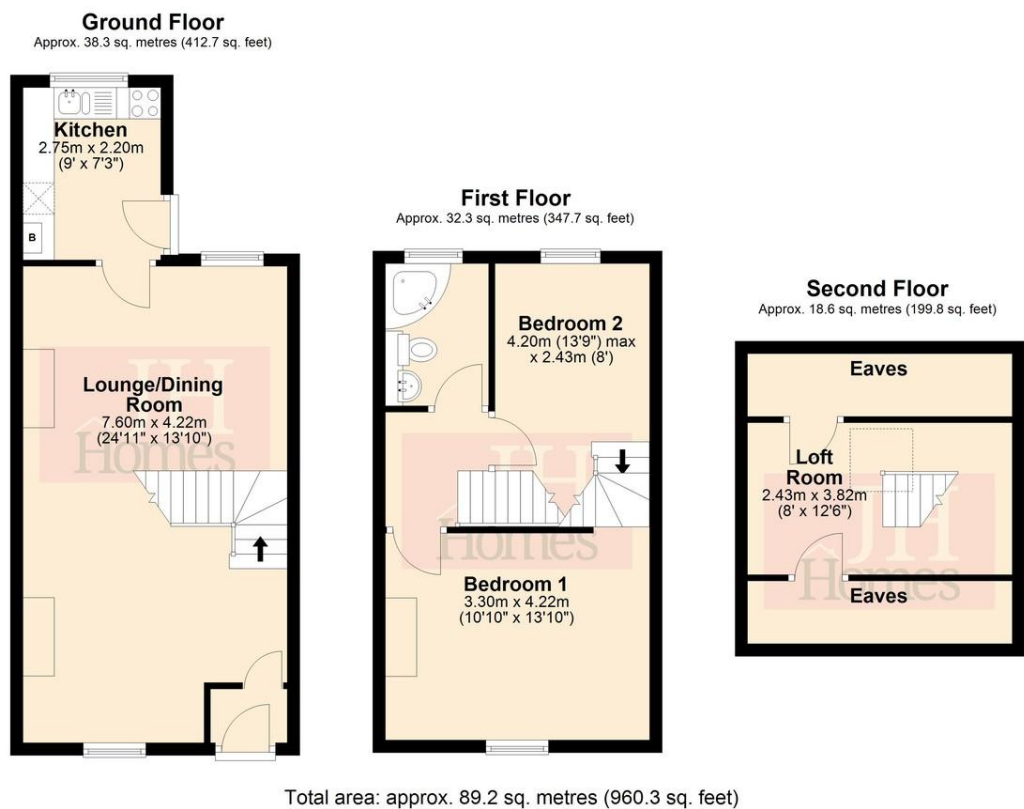 Ground Floor
Approx. 38.3 sq. metres (412.7 sq. feet)
Kitchen
2.75m x 2.20m
(9' x 7'3")
B
Lounge/Dining
Room
7.60m x 4.22m
(24'11" x 13'10")
JH
Homes
First Floor
Approx. 32.3 sq. metres (347.7 sq. feet)
Bedroom 2
4.20m (13'9") max
x 2.43m (8')
JH
Homes
Bedroom 1
3.30m x 4.22m
(10'10" x 13'10")
Second Floor
Approx. 18.6 sq. metres (199.8 sq. feet)
Eaves
Loft
Room
2.43m x 3.82m
(8' x 12'6")
JH
Homes
Eaves
Total area: approx. 89.2 sq. metres (960.3 sq. feet)